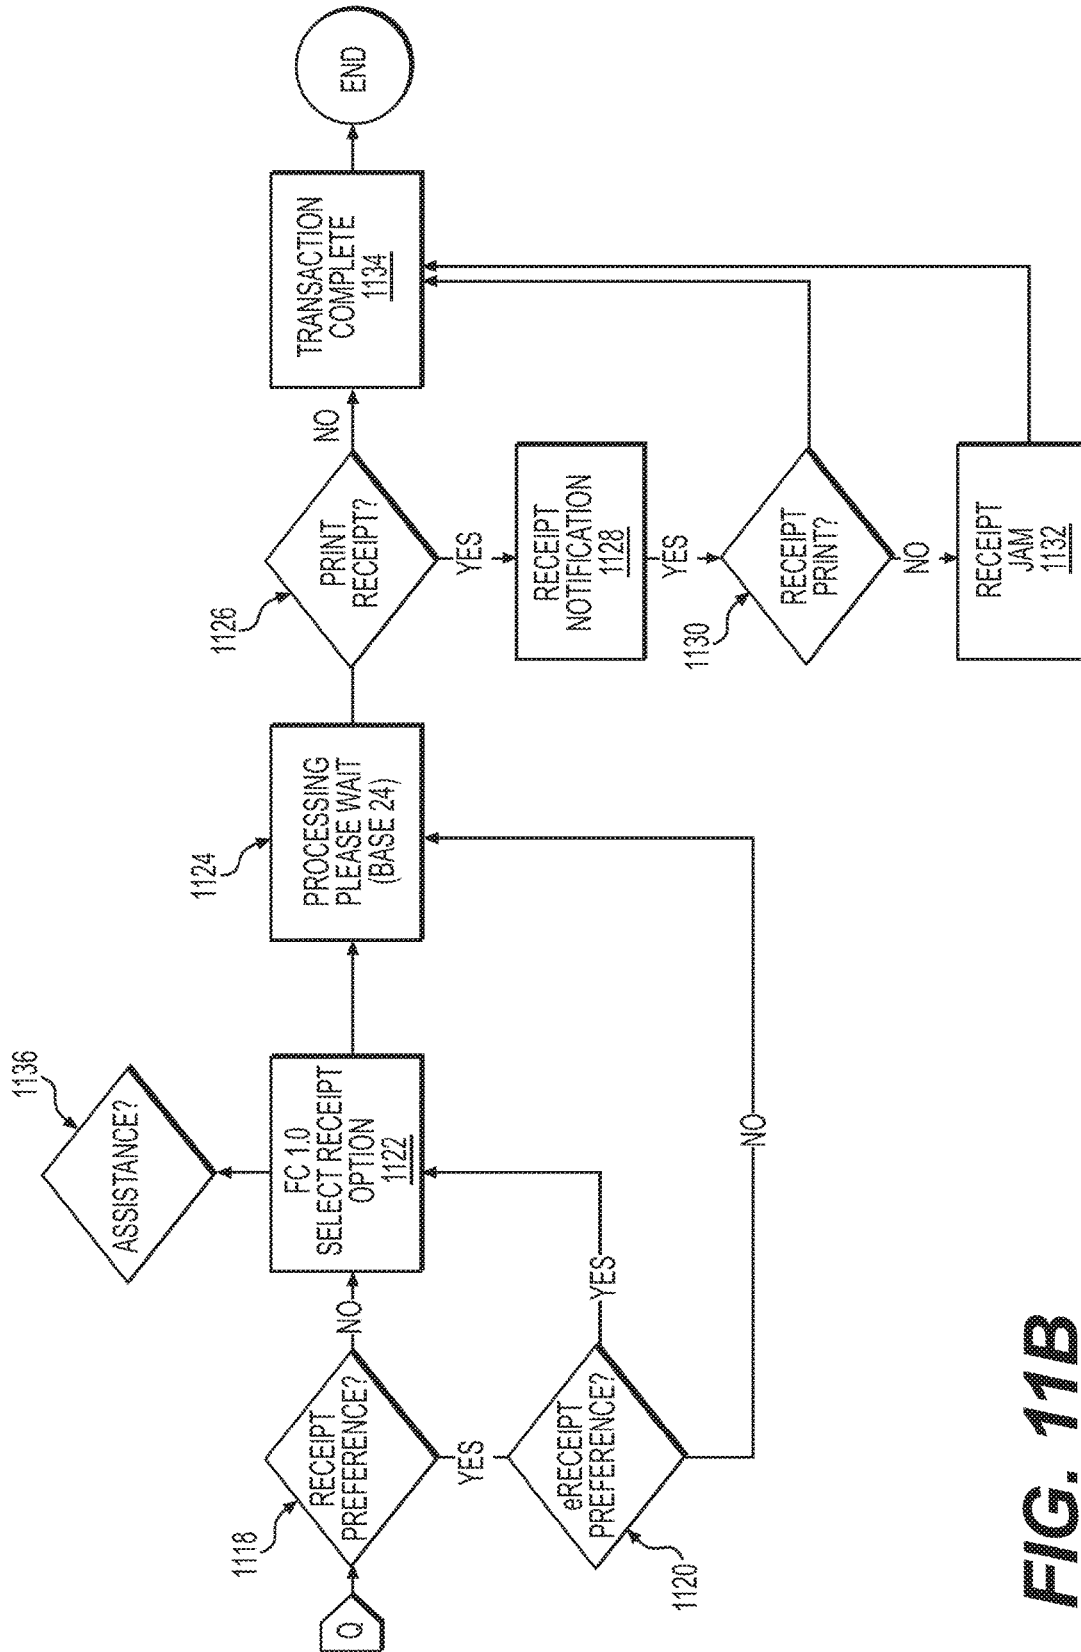 Q
1118
RECEIPT
PREFERENCE?
NO
YES
eRECEIPT
PREFERENCE?
1120
YES
NO
ASSISTANCE?
1136
FC 1.0
SELECT RECEIPT
OPTION
1122
1124
PROCESSING
PLEASE WAIT
(BASE 24)
1126
PRINT
RECEIPT?
NO
YES
RECEIPT
NOTIFICATION
1128
YES
1130
RECEIPT
PRINT?
NO
RECEIPT
JAM
1132
TRANSACTION
COMPLETE
1134
END
FIG. 11B